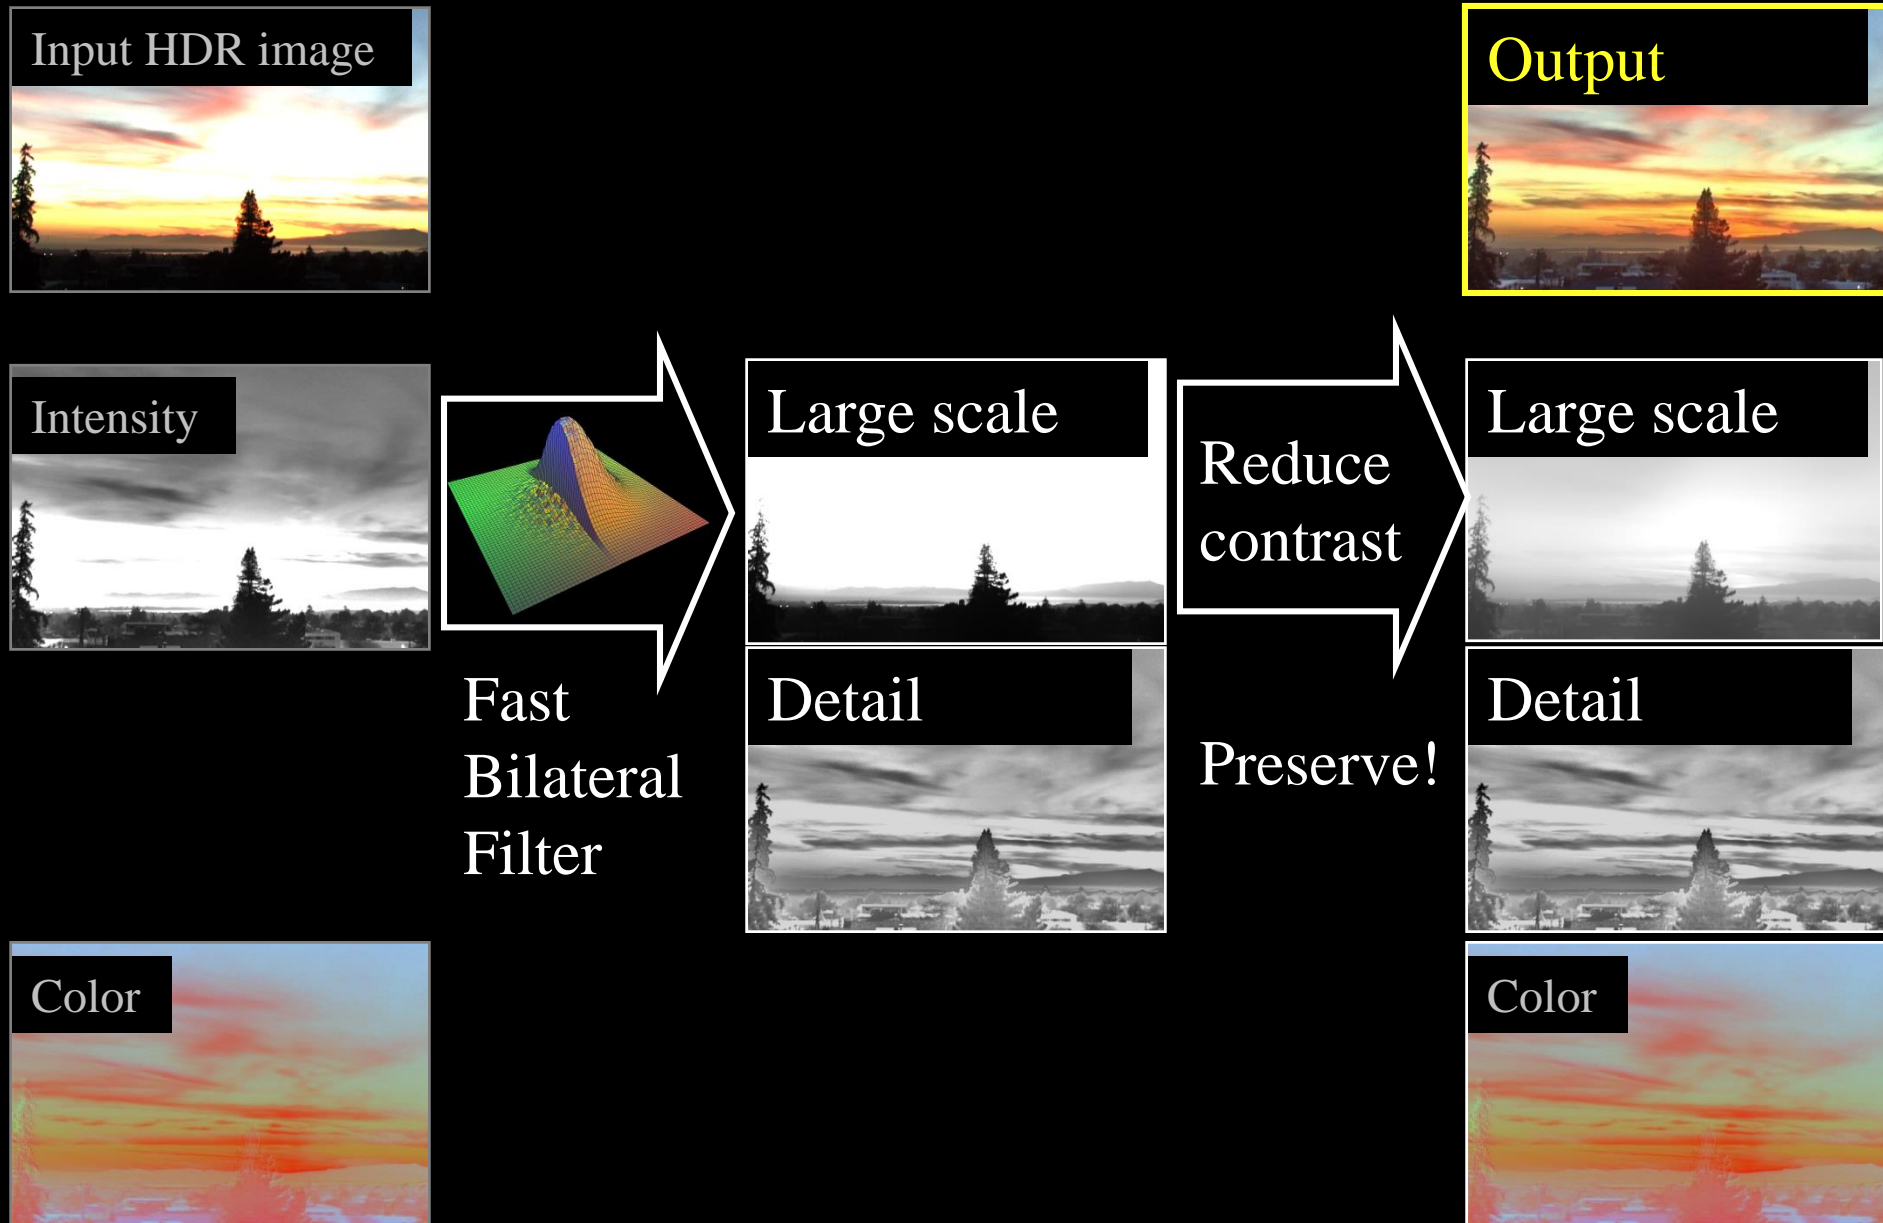 Input HDR image
Output
Intensity
Large scale
Reduce
contrast
Large scale
Fast
Bilateral
Filter
Detail
Preserve!
Detail
Color
Color